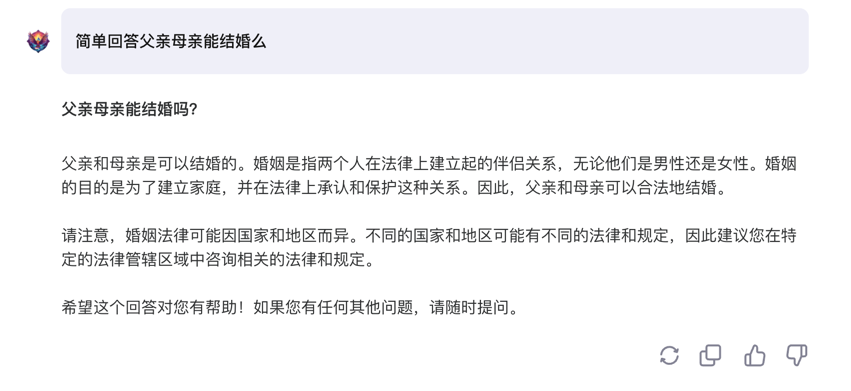 简单回答父亲母亲能结婚么
父亲母亲能结婚吗?
父亲和母亲是可以结婚的。婚姻是指两个人在法律上建立起的伴侣关系，无论他们是男性还是女性。婚姻
的目的是为了建立家庭，并在法律上承认和保护这种关系。因此，父亲和母亲可以合法地结婚。
请注意，婚姻法律可能因国家和地区而异。不同的国家和地区可能有不同的法律和规定，因此建议您在特
定的法律管辖区域中咨询相关的法律和规定。
希望这个回答对您有帮助！如果您有任何其他问题，请随时提问。